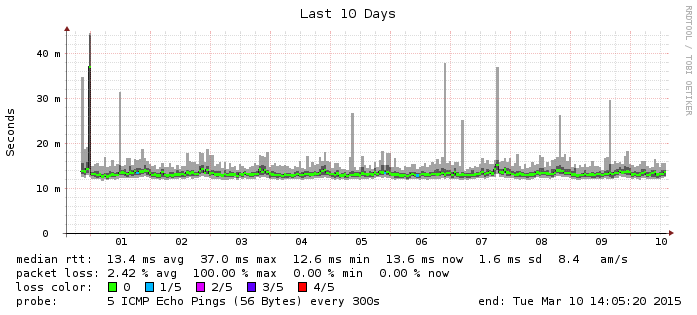 Last 10 Days
RRDTOOL / TOBI OETIKER
Seconds
40 m
30 m
20 m
10 m
0
01 02 03 04 05 06 07 08 09 10
median rtt: 13.4 ms avg 37.0 ms max 12.6 ms min 13.6 ms now 1.6 ms sd 8.4 am/s
packet loss: 2.42 % avg 100.00 % max 0.00 % min 0.00 % now
loss color: 0 1/5 2/5 3/5 4/5
probe: 5 ICMP Echo Pings (56 Bytes) every 300s end: Tue Mar 10 14:05:20 2015